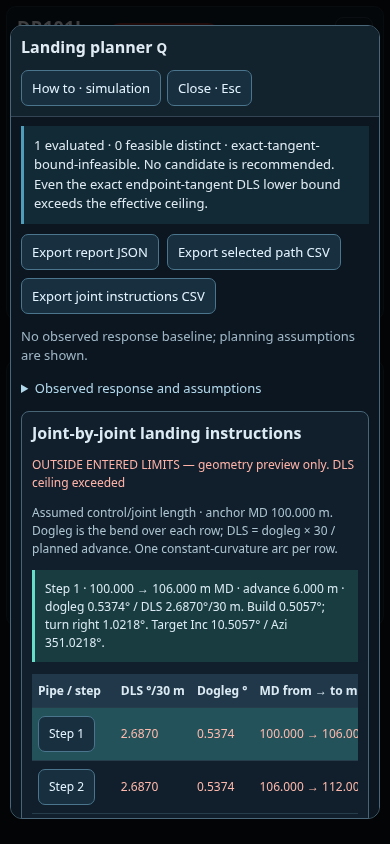 Landing planner Q
How to · simulation
Close · Esc
1 evaluated · 0 feasible distinct · exact-tangent-
bound-infeasible. No candidate is recommended.
Even the exact endpoint-tangent DLS lower bound
exceeds the effective ceiling.
Export report JSON
Export selected path CSV
Export joint instructions CSV
No observed response baseline; planning assumptions
are shown.
▶ Observed response and assumptions
Joint-by-joint landing instructions
OUTSIDE ENTERED LIMITS — geometry preview only. DLS
ceiling exceeded
Assumed control/joint length · anchor MD 100.000 m.
Dogleg is the bend over each row; DLS = dogleg × 30 /
planned advance. One constant-curvature arc per row.
Step 1 · 100.000 → 106.000 m MD · advance 6.000 m ·
dogleg 0.5374° / DLS 2.6870°/30 m. Build 0.5057°;
turn right 1.0218°. Target Inc 10.5057° / Azi
351.0218°.
Pipe / step DLS °/30 m Dogleg ° MD from → to m
Step 1 2.6870 0.5374 100.000 → 106.00
Step 2 2.6870 0.5374 106.000 → 112.00